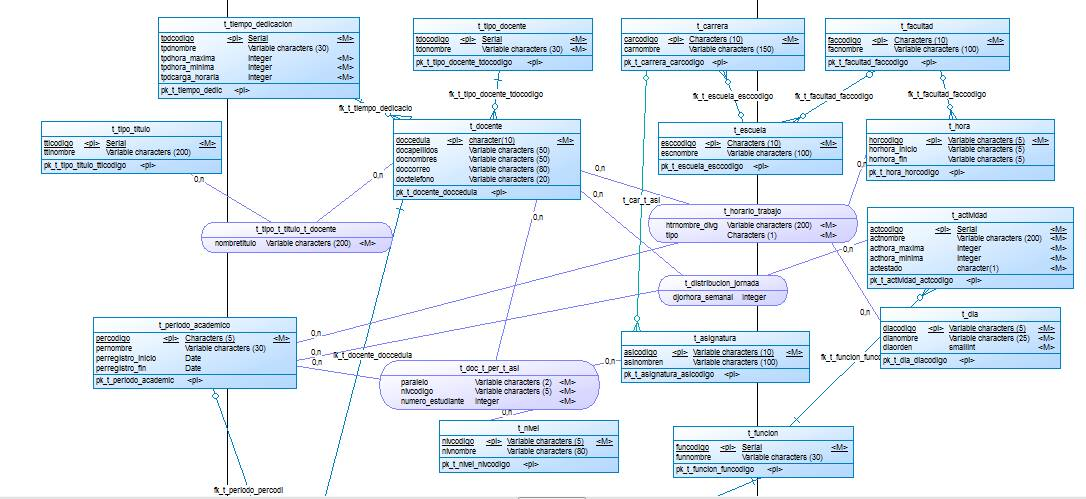 t_tiempo_dedicacion
tpdcodigo <pi> Serial <M>
tpdnombre Variable characters (30)
tpdhora_maxima Integer <M>
tpdhora_minima Integer <M>
tpdcarga_horaria Integer <M>
pk_t_tiempo_dedic <pi>
t_tipo_docente
tdocodigo <pi> Serial <M>
tdonombre Variable characters (30) <M>
pk_t_tipo_docente_tdocodigo <pi>
t_carrera
carcodigo <pi> Characters (10) <M>
carnombre Variable characters (150)
pk_t_carrera_carcodigo <pi>
t_facultad
faccodigo <pi> Characters (10) <M>
facnombre Variable characters (100)
pk_t_facultad_faccodigo <pi>
fk_t_tiempo_dedicacio
fk_t_tipo_docente_tdocodigo
fk_t_escuela_esccodigo
fk_t_facultad_faccodigo
fk_t_facultad_faccodigo
t_tipo_titulo
tticodigo <pi> Serial <M>
ttinombre Variable characters (200)
pk_t_tipo_titulo_tticodigo <pi>
t_docente
doccedula <pi> character(10) <M>
docapellidos Variable characters (50)
docnombres Variable characters (50)
doccorreo Variable characters (80)
doctelefono Variable characters (20)
pk_t_docente_doccedula <pi>
t_escuela
esccodigo <pi> Characters (10) <M>
escnombre Variable characters (100)
pk_t_escuela_esccodigo <pi>
t_hora
horcodigo <pi> Variable characters (5) <M>
horhora_inicio Variable characters (5)
horhora_fin Variable characters (5)
pk_t_hora_horcodigo <pi>
0,n
0,n
0,n
0,n
0,n
0,n
t_car_t_asi
t_tipo_t_titulo_t_docente
nombretitulo Variable characters (200) <M>
t_horario_trabajo
htrnombre_divg Variable characters (200) <M>
tipo Characters (1) <M>
0,n
t_actividad
actcodigo <pi> Serial <M>
actnombre Variable characters (200) <M>
acthora_maxima Integer <M>
acthora_minima Integer <M>
actestado character(1) <M>
pk_t_actividad_actcodigo <pi>
t_distribucion_jornada
djorhora_semanal Integer
0,n
t_periodo_academico
percodigo <pi> Characters (5) <M>
pernombre Variable characters (30)
perregistro_inicio Date
perregistro_fin Date
pk_t_periodo_academic <pi>
0,n
0,n
0,n
fk_t_docente_doccedula
t_doc_t_per_t_asi
paralelo Variable characters (2) <M>
nivcodigo Variable characters (5) <M>
numero_estudiante Integer <M>
0,n
0,n
t_asignatura
asicodigo <pi> Variable characters (10) <M>
asinombren Variable characters (100)
pk_t_asignatura_asicodigo <pi>
t_dia
diacodigo <pi> Variable characters (5) <M>
dianombre Variable characters (25) <M>
diaorden smallint <M>
pk_t_dia_diacodigo <pi>
fk_t_funcion_funco
t_nivel
nivcodigo <pi> Variable characters (5) <M>
nivnombre Variable characters (80)
pk_t_nivel_nivcodigo <pi>
t_funcion
funcodigo <pi> Serial <M>
funnombre Variable characters (30)
pk_t_funcion_funcodigo <pi>
fk_t_periodo_percodi